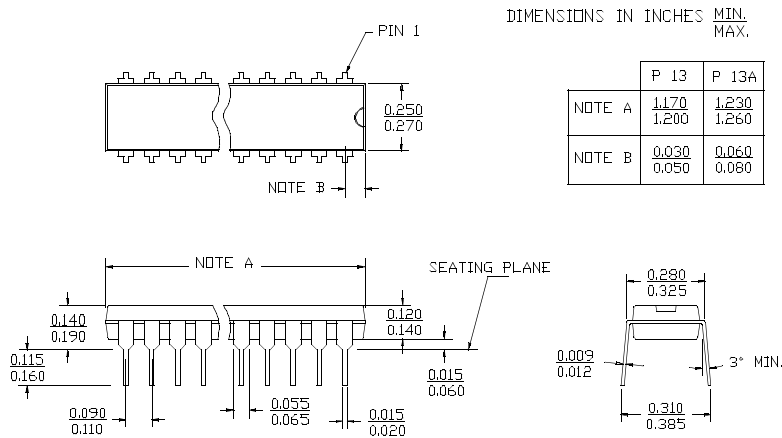 DIMENSIONS IN INCHES MIN.
MAX.
PIN 1
P 13 P 13A
NOTE A 1.170 1.230
1.200 1.260
NOTE B 0.030 0.060
0.050 0.080
0.250
0.270
NOTE B
NOTE A
SEATING PLANE
0.280
0.325
0.140
0.190
0.120
0.140
0.115
0.160
0.009
0.012
3° MIN.
0.015
0.060
0.090
0.110
0.055
0.065
0.015
0.020
0.310
0.385